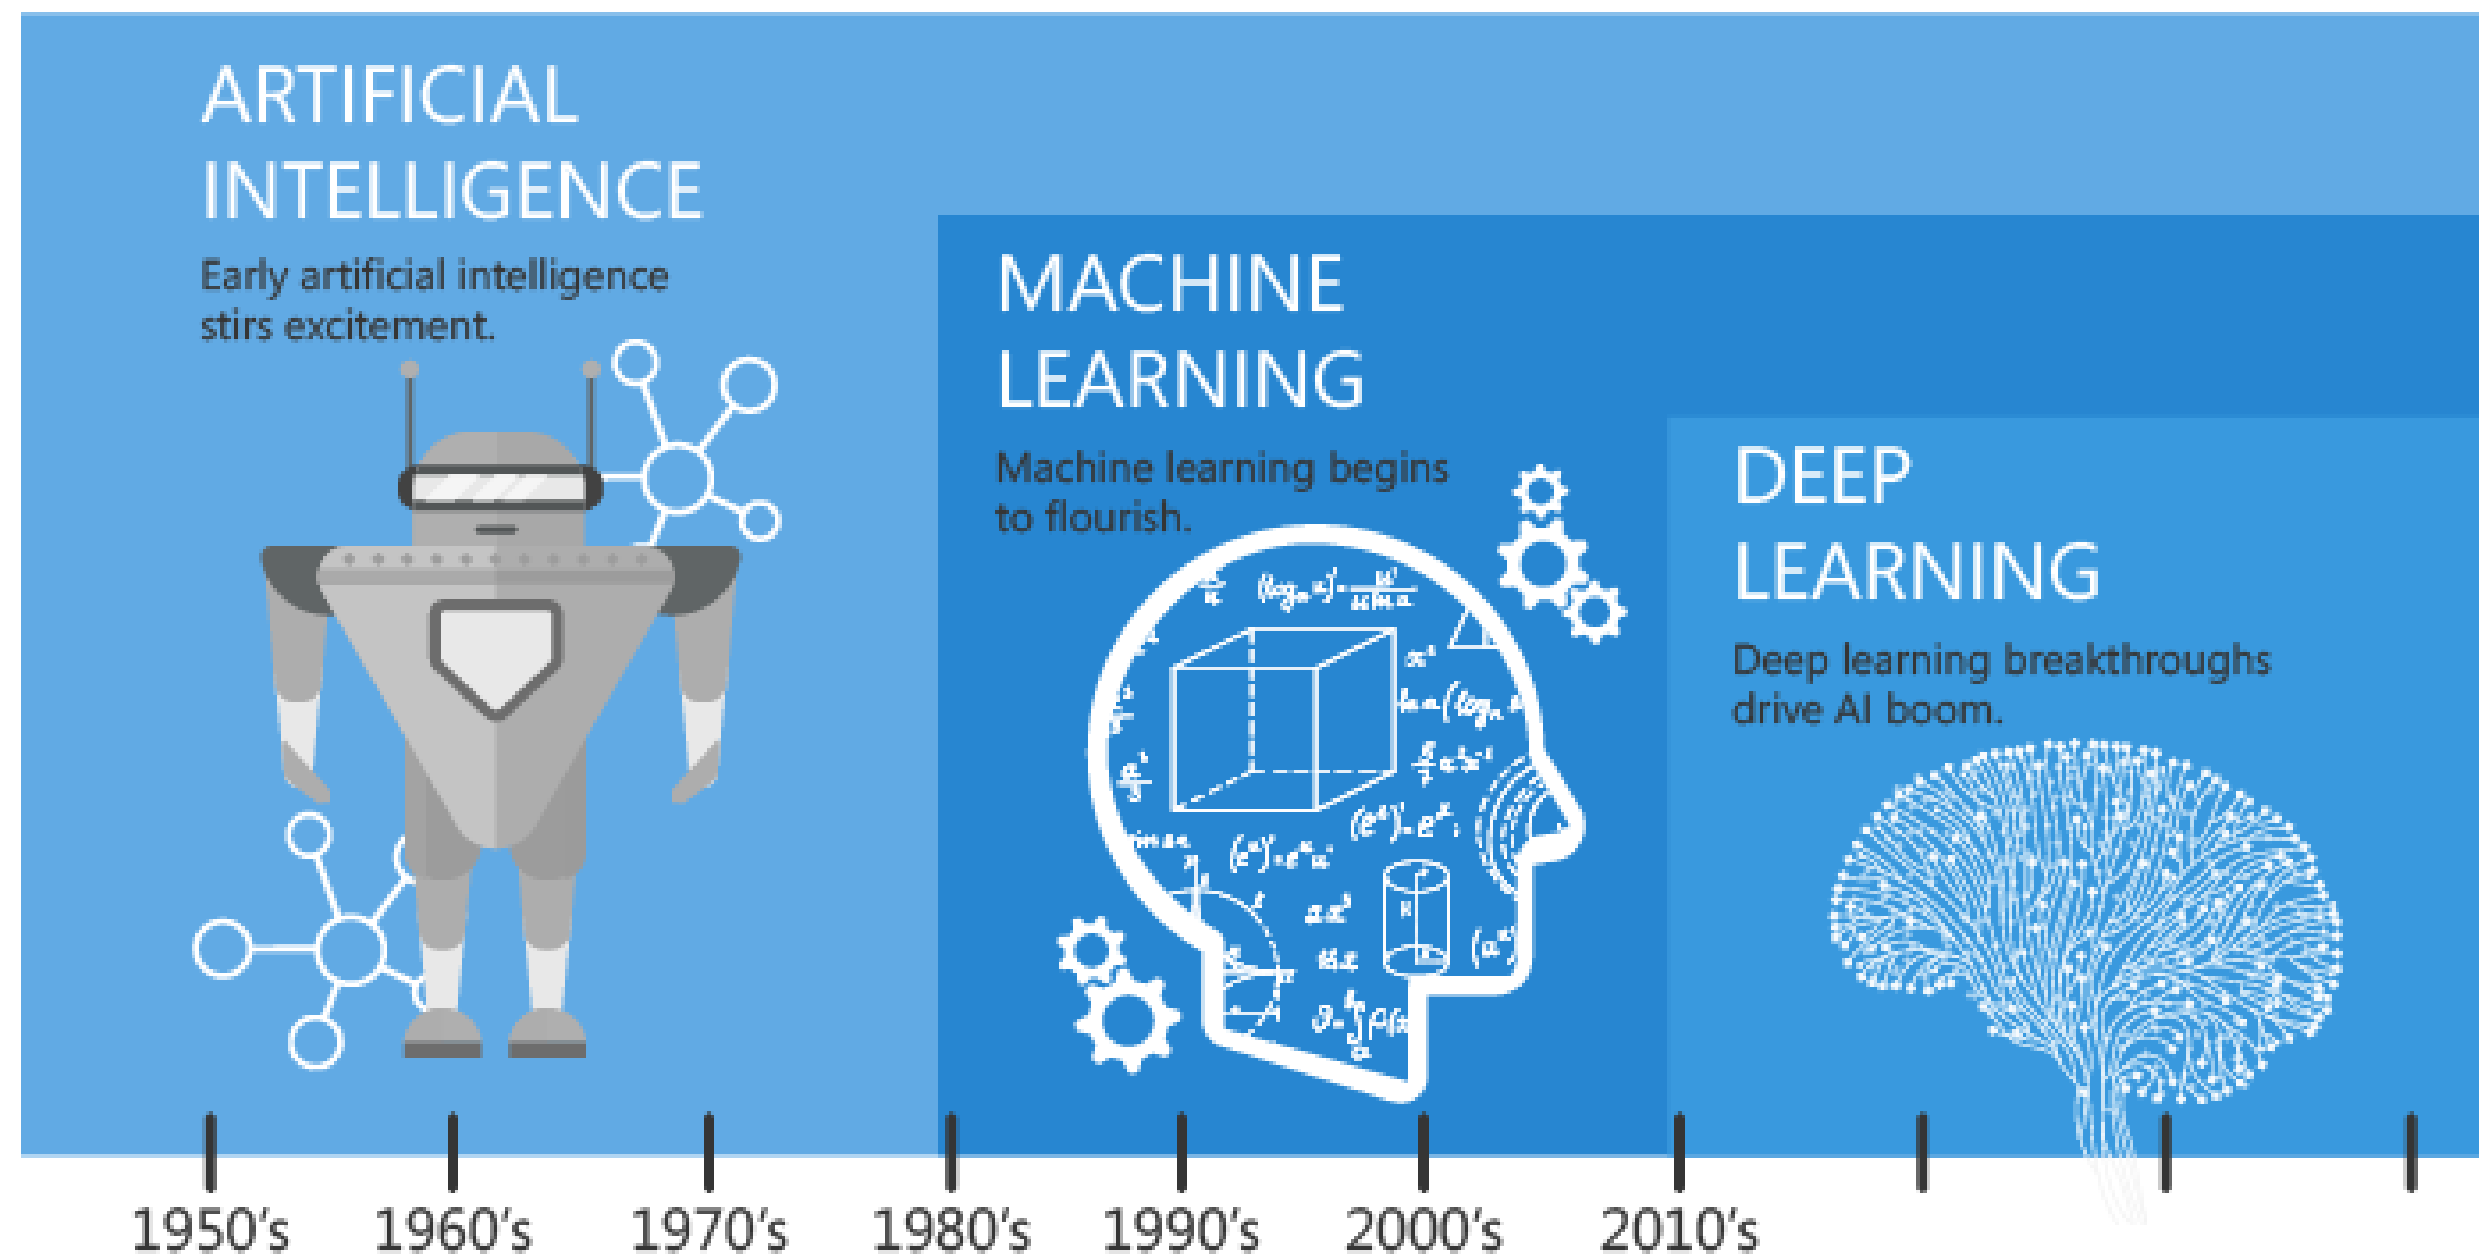 ARTIFICIAL
INTELLIGENCE
Early artificial intelligence
stirs excitement.
MACHINE
LEARNING
Machine learning begins
to flourish.
DEEP
LEARNING
Deep learning breakthroughs
drive AI boom.
1950's 1960's 1970's 1980's 1990's 2000's 2010's